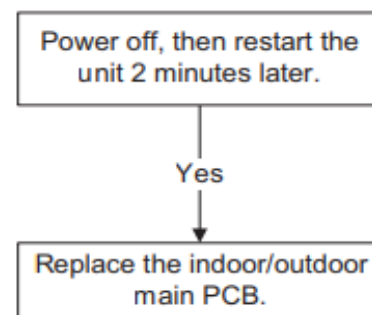 Power off, then restart the
unit 2 minutes later.
Yes
Replace the indoor/outdoor
main PCB.